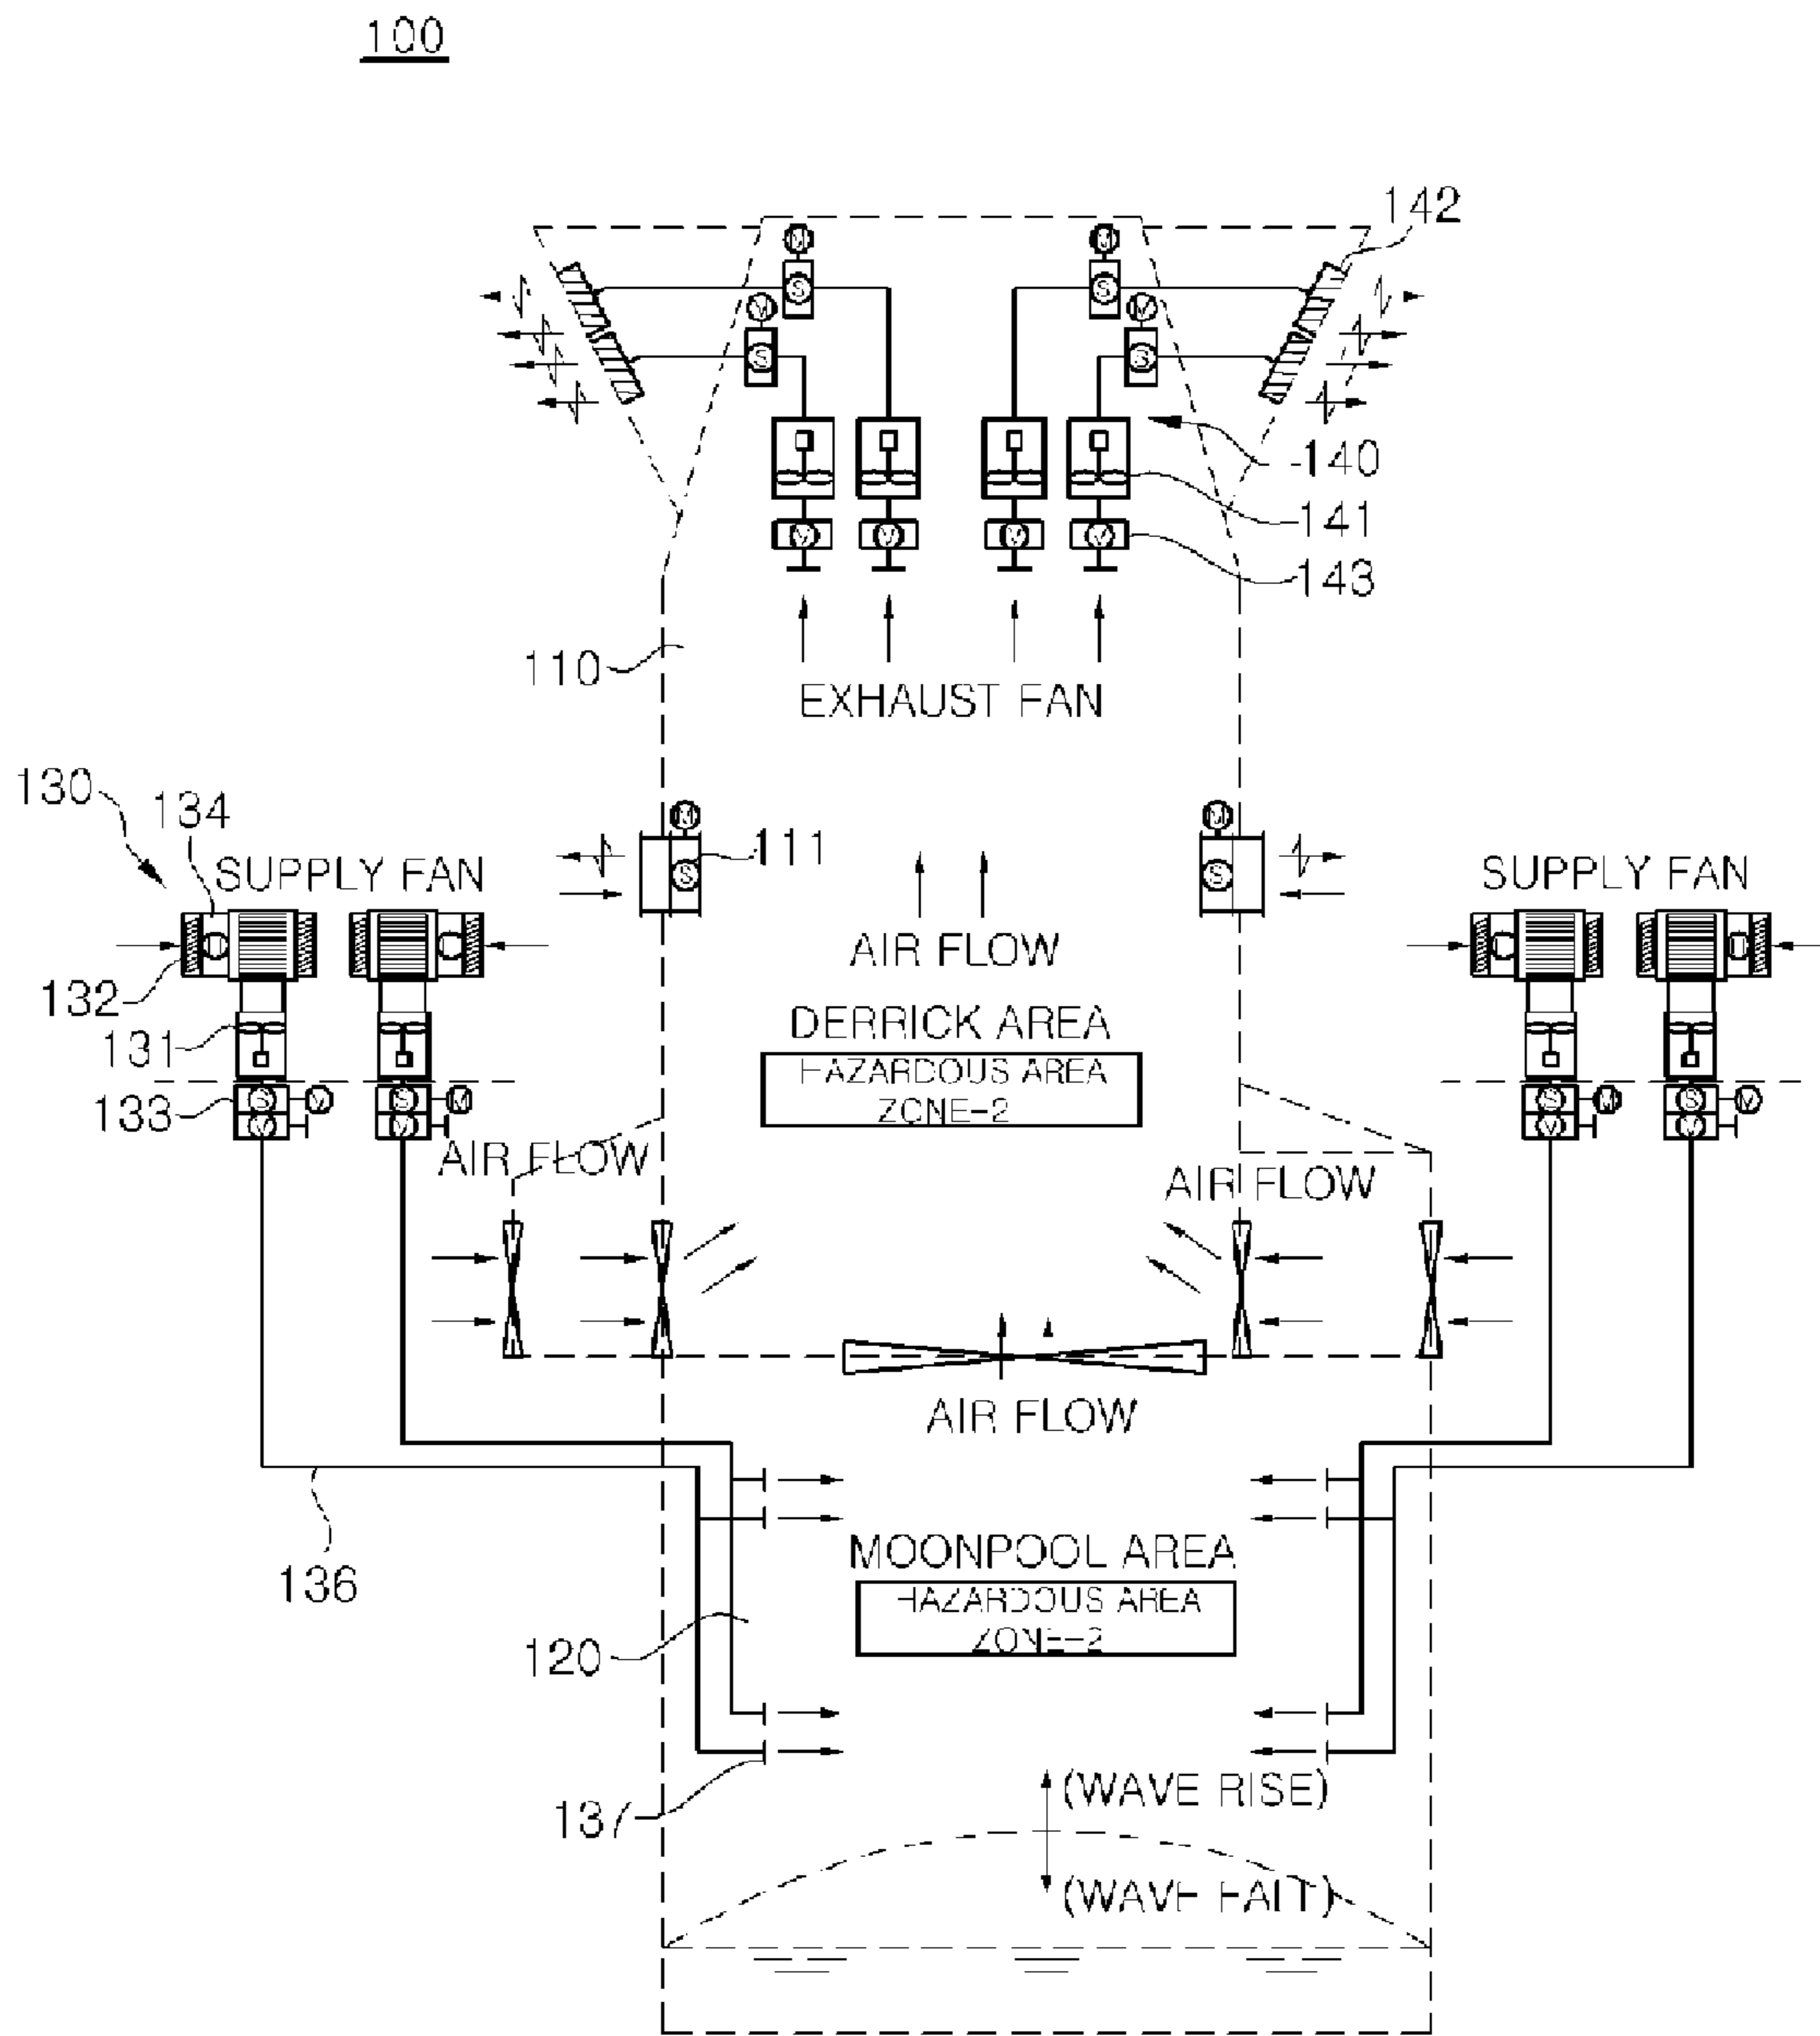 100
142
M
M
S
S
M
M
S
S
140
141
M
M
M
M
143
110
EXHAUST FAN
130
134
M
M
111
S
S
SUPPLY FAN
SUPPLY FAN
AIR FLOW
132
DERRICK AREA
131
HAZARDOUS AREA
ZONE-2
133
S
M
S
M
S
M
S
M
AIR FLOW
AIR FLOW
AIR FLOW
136
MOONPOOL AREA
HAZARDOUS AREA
ZONE-2
120
137
(WAVE RISE)